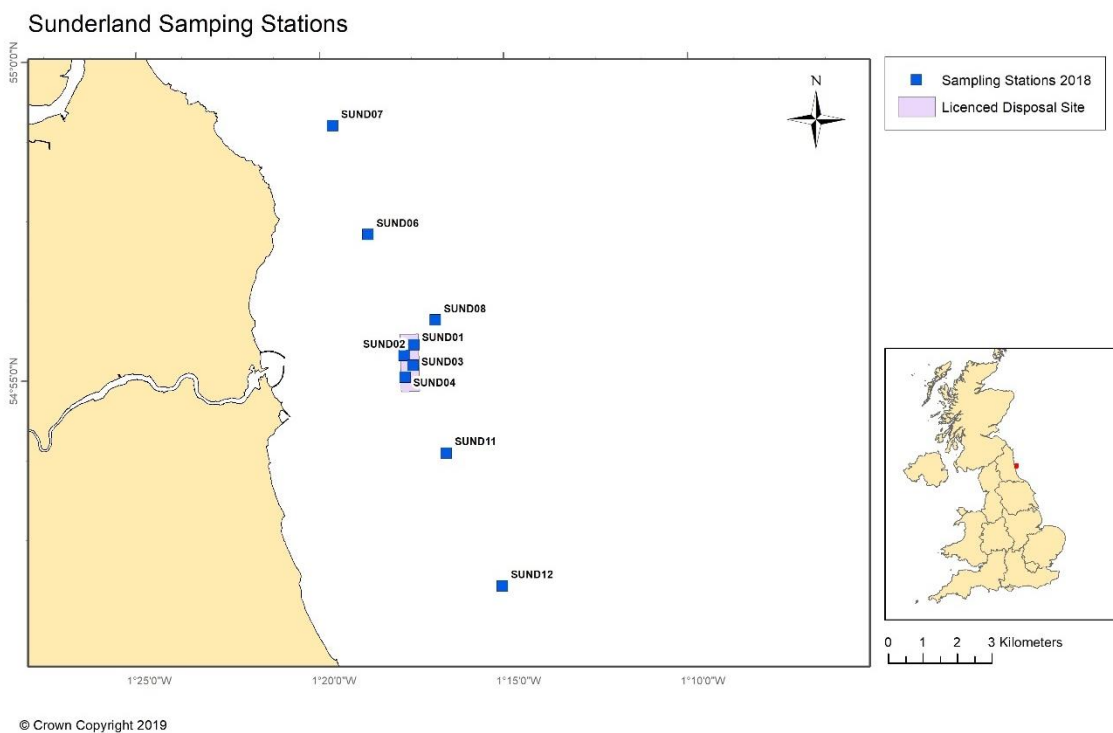 Sunderland Samping Stations
55°0'0"N
54°55'0"N
N
SUND07
SUND06
SUND08
SUND01
SUND02
SUND03
SUND04
SUND11
SUND12
1°25'0"W
1°20'0"W
1°15'0"W
1°10'0"W
Sampling Stations 2018
Licenced Disposal Site
0 1 2 3 Kilometers
© Crown Copyright 2019